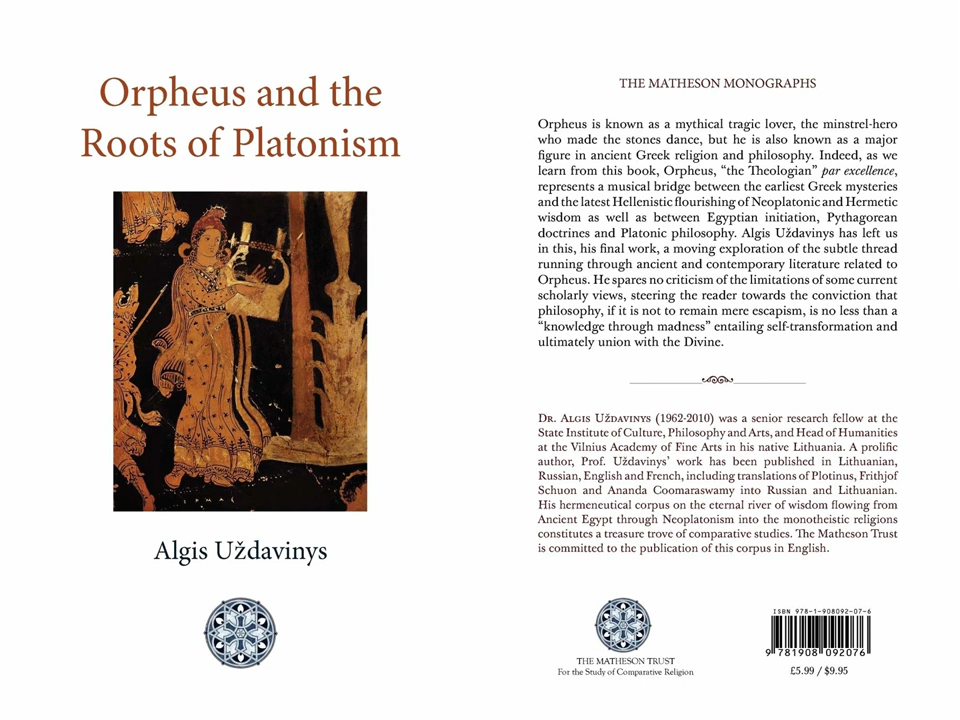 Orpheus and the
Roots of Platonism
Algis Uždavinys
THE MATHESON MONOGRAPHS
Orpheus is known as a mythical tragic lover, the minstrel-hero
who made the stones dance, but he is also known as a major
figure in ancient Greek religion and philosophy. Indeed, as we
learn from this book, Orpheus, “the Theologian” par excellence,
represents a musical bridge between the earliest Greek mysteries
and the latest Hellenistic flourishing of Neoplatonic and Hermetic
wisdom as well as between Egyptian initiation, Pythagorean
doctrines and Platonic philosophy. Algis Uždavinys has left us
in this, his final work, a moving exploration of the subtle thread
running through ancient and contemporary literature related to
Orpheus. He spares no criticism of the limitations of some current
scholarly views, steering the reader towards the conviction that
philosophy, if it is not to remain mere escapism, is no less than a
“knowledge through madness” entailing self-transformation and
ultimately union with the Divine.
Dr. Algis Uždavinys (1962-2010) was a senior research fellow at the
State Institute of Culture, Philosophy and Arts, and Head of Humanities
at the Vilnius Academy of Fine Arts in his native Lithuania. A prolific
author, Prof. Uždavinys’ work has been published in Lithuanian,
Russian, English and French, including translations of Plotinus, Frithjof
Schuon and Ananda Coomaraswamy into Russian and Lithuanian.
His hermeneutical corpus on the eternal river of wisdom flowing from
Ancient Egypt through Neoplatonism into the monotheistic religions
constitutes a treasure trove of comparative studies. The Matheson Trust
is committed to the publication of this corpus in English.
THE MATHESON TRUST
For the Study of Comparative Religion
ISBN 978-1-908092-07-6
9 781908 092076
£5.99 / $9.95